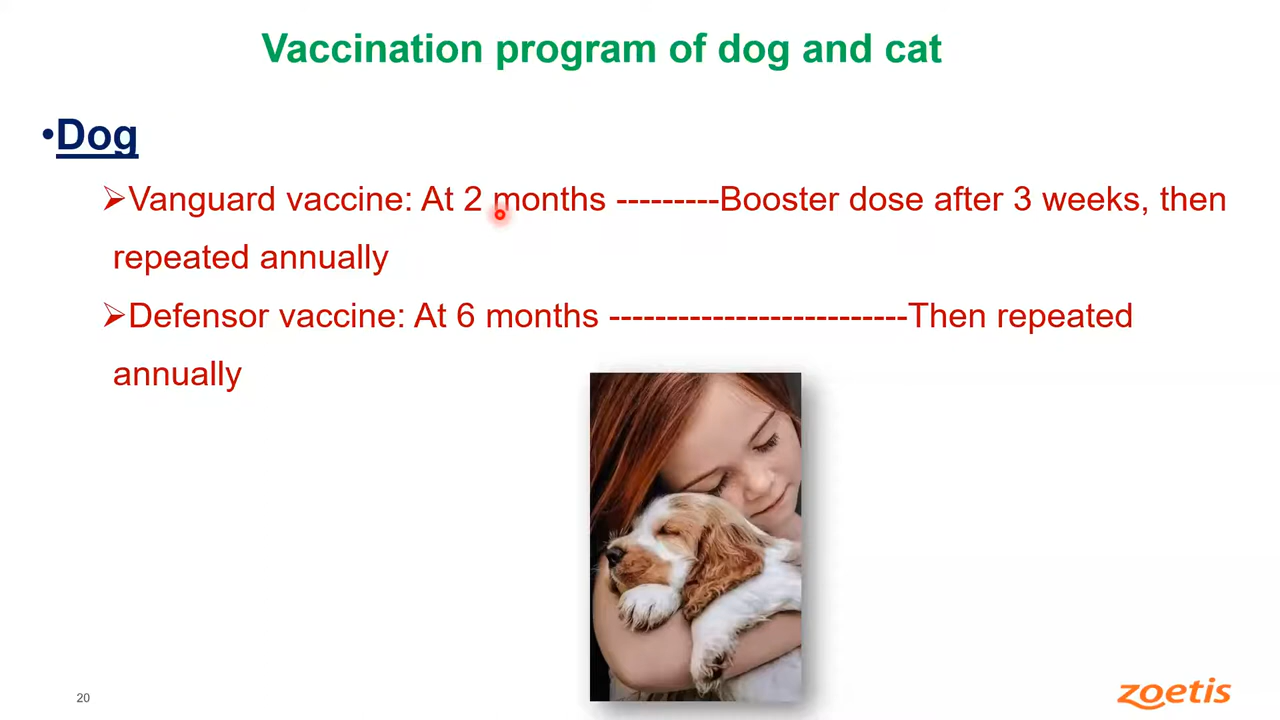 Vaccination program of dog and cat
•Dog
➢Vanguard vaccine: At 2 months ---------Booster dose after 3 weeks, then
repeated annually
➢Defensor vaccine: At 6 months --------------------------Then repeated
annually
20
zoetis